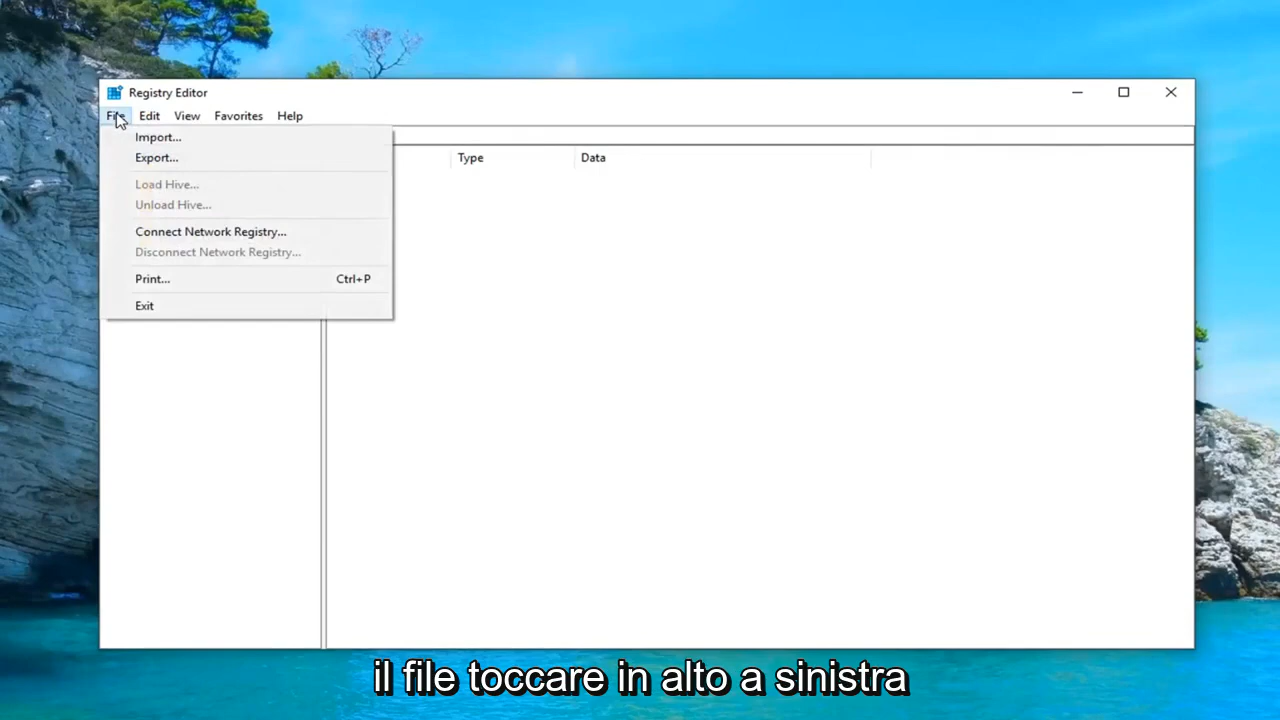 Registry Editor
File Edit View Favorites Help
Import...
Export...
Type Data
Load Hive...
Unload Hive...
Connect Network Registry...
Disconnect Network Registry...
Print... Ctrl+P
Exit
il file toccare in alto a sinistra